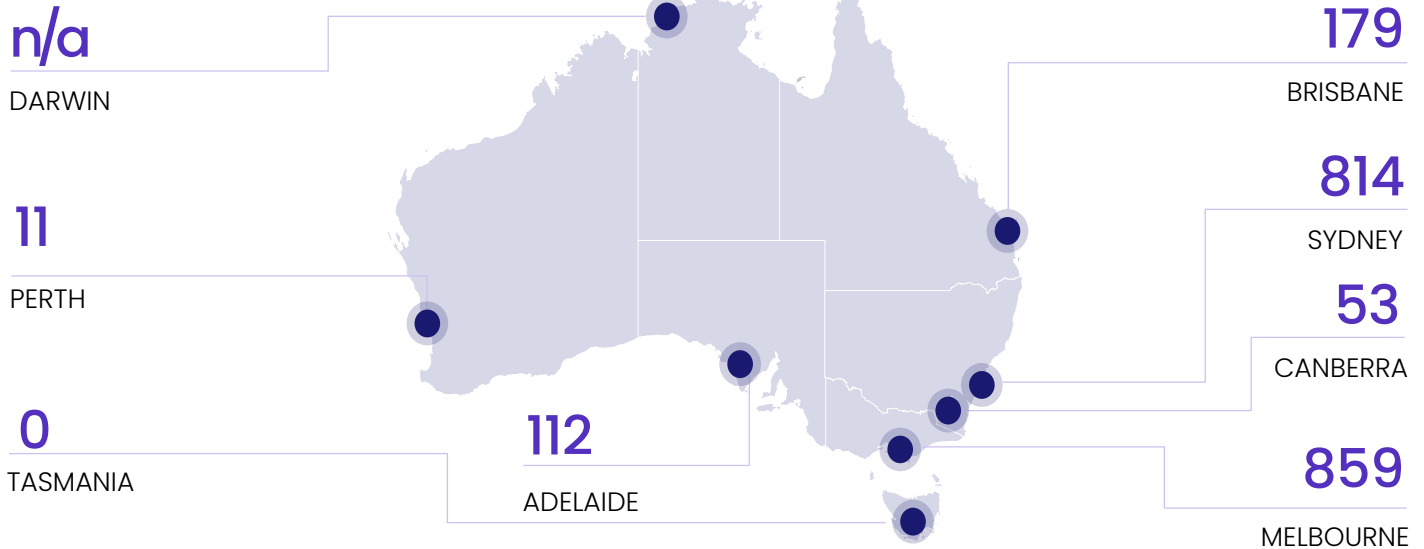 n/a
DARWIN
11
PERTH
0
TASMANIA
112
ADELAIDE
179
BRISBANE
814
SYDNEY
53
CANBERRA
859
MELBOURNE